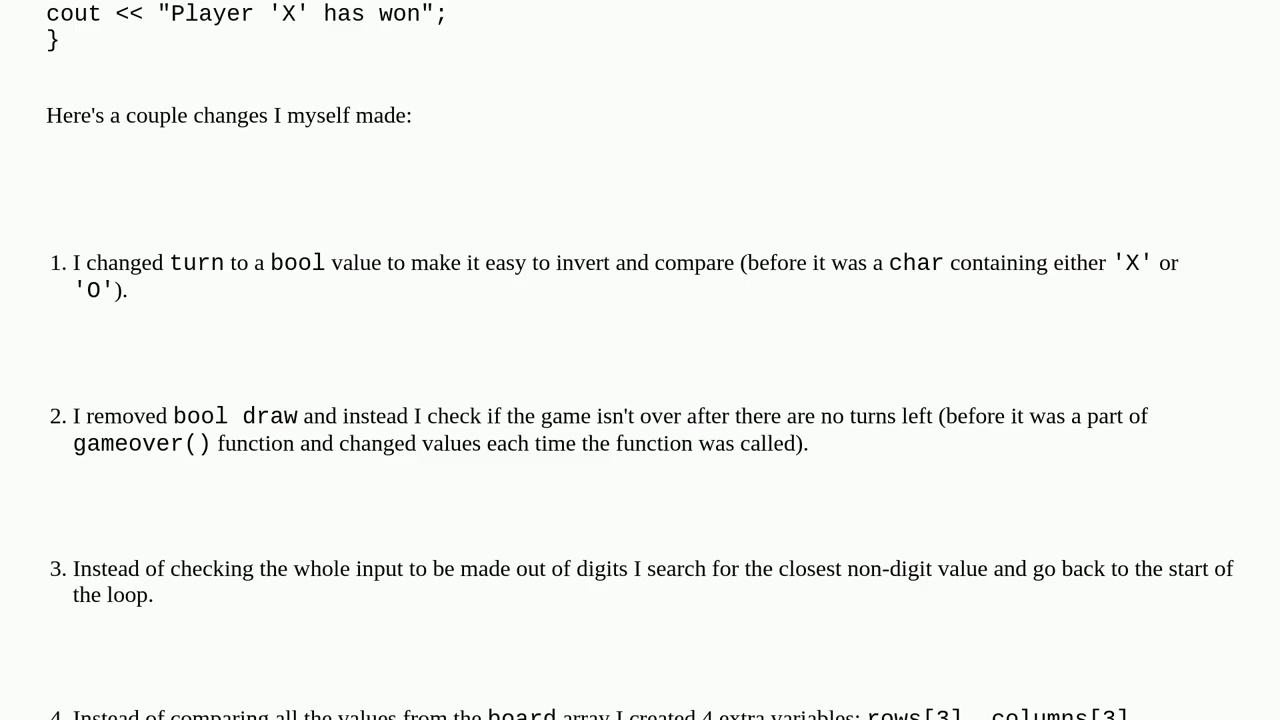 cout << "Player 'X' has won";
}
Here's a couple changes I myself made:
1. I changed turn to a bool value to make it easy to invert and compare (before it was a char containing either 'X' or
'O').
2. I removed bool draw and instead I check if the game isn't over after there are no turns left (before it was a part of
gameover() function and changed values each time the function was called).
3. Instead of checking the whole input to be made out of digits I search for the closest non-digit value and go back to the start of
the loop.
4. Instead of comparing all the values from the board array I created 4 extra variables: rows[3], columns[3],